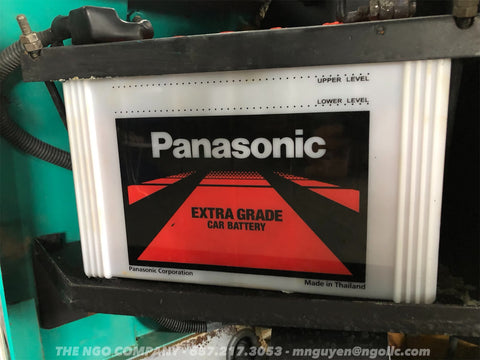 UPPER LEVEL
LOWER LEVEL
Panasonic
EXTRA GRADE
CAR BATTERY
Panasonic Corporation
Made in Thailand
THE NGO COMPANY - 657.217.3053 - mnguyen@ngollc.com